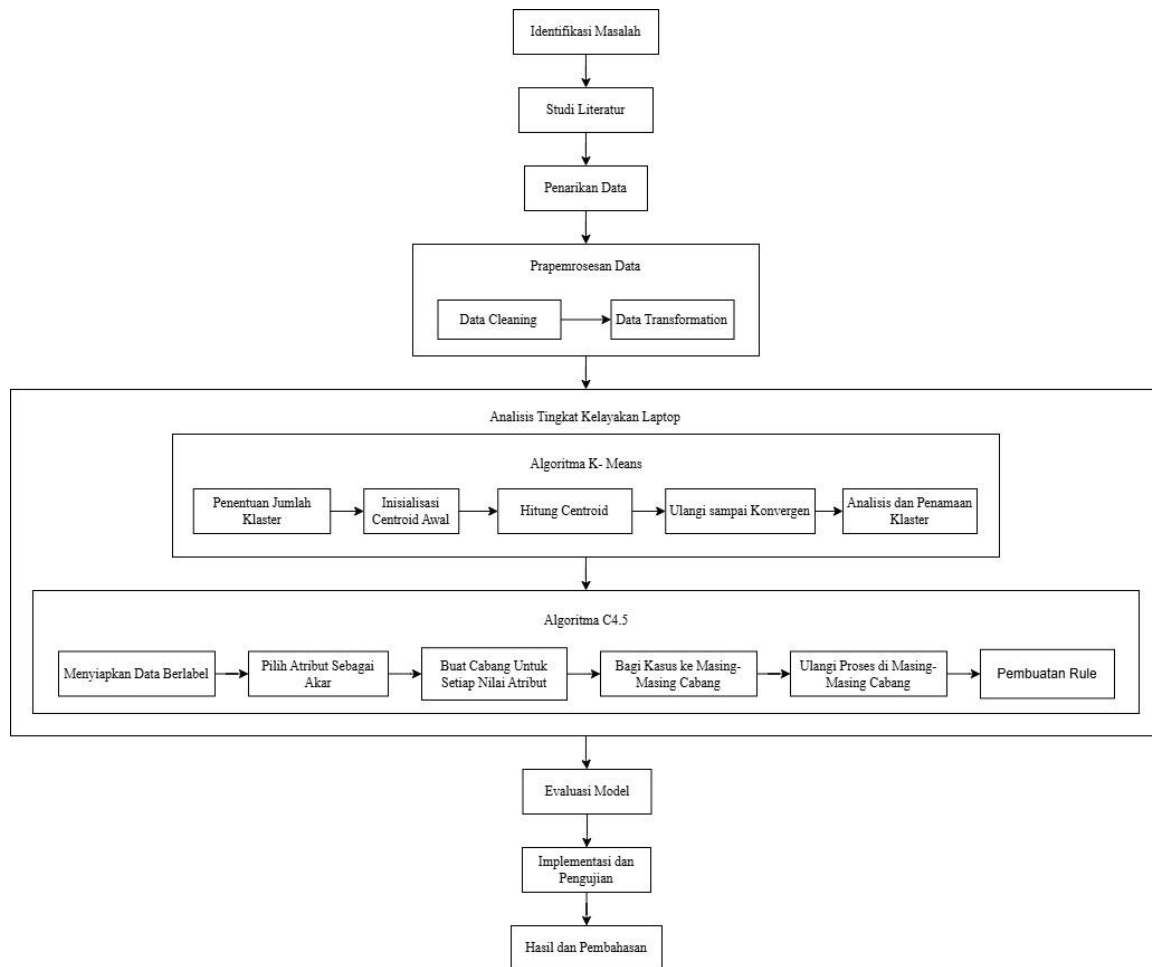 Identifikasi Masalah
Studi Literatur
Penarikan Data
Prapemrosesan Data
Data Cleaning
Data Transformation
Analisis Tingkat Kelayakan Laptop
Algoritma K- Means
Penentuan Jumlah
Klaster
Inisialisasi
Centroid Awal
Hitung Centroid
Ulangi sampai Konvergen
Analisis dan Penamaan
Klaster
Algoritma C4.5
Menyiapkan Data Berlabel
Pilih Atribut Sebagai
Akar
Buat Cabang Untuk
Setiap Nilai Atribut
Bagi Kasus ke Masing-
Masing Cabang
Ulangi Proses di Masing-
Masing Cabang
Pembuatan Rule
Evaluasi Model
Implementasi dan
Pengujian
Hasil dan Pembahasan